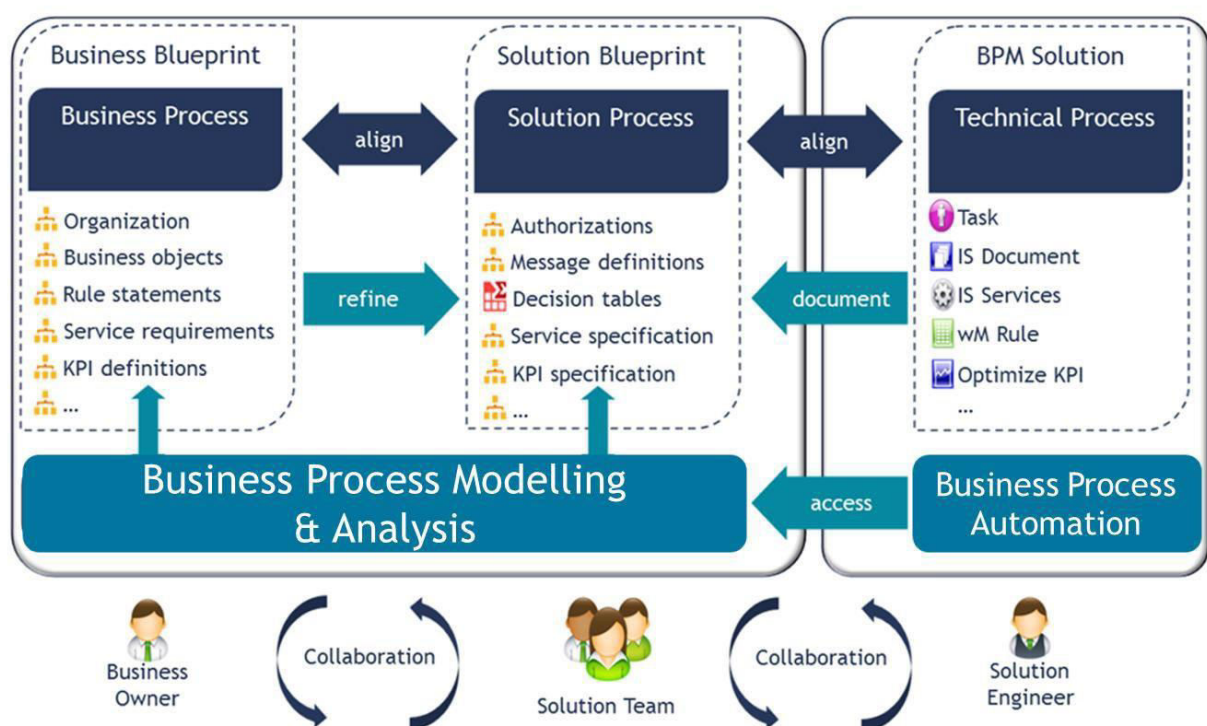 Business Blueprint
Business Process
Organization
Business objects
Rule statements
Service requirements
KPI definitions
...
align
refine
Solution Blueprint
Solution Process
Authorizations
Message definitions
Decision tables
Service specification
KPI specification
...
align
document
BPM Solution
Technical Process
Task
IS Document
IS Services
wM Rule
Optimize KPI
...
Business Process Modelling
& Analysis
access
Business Process
Automation
Business
Owner
Collaboration
Solution Team
Collaboration
Solution
Engineer